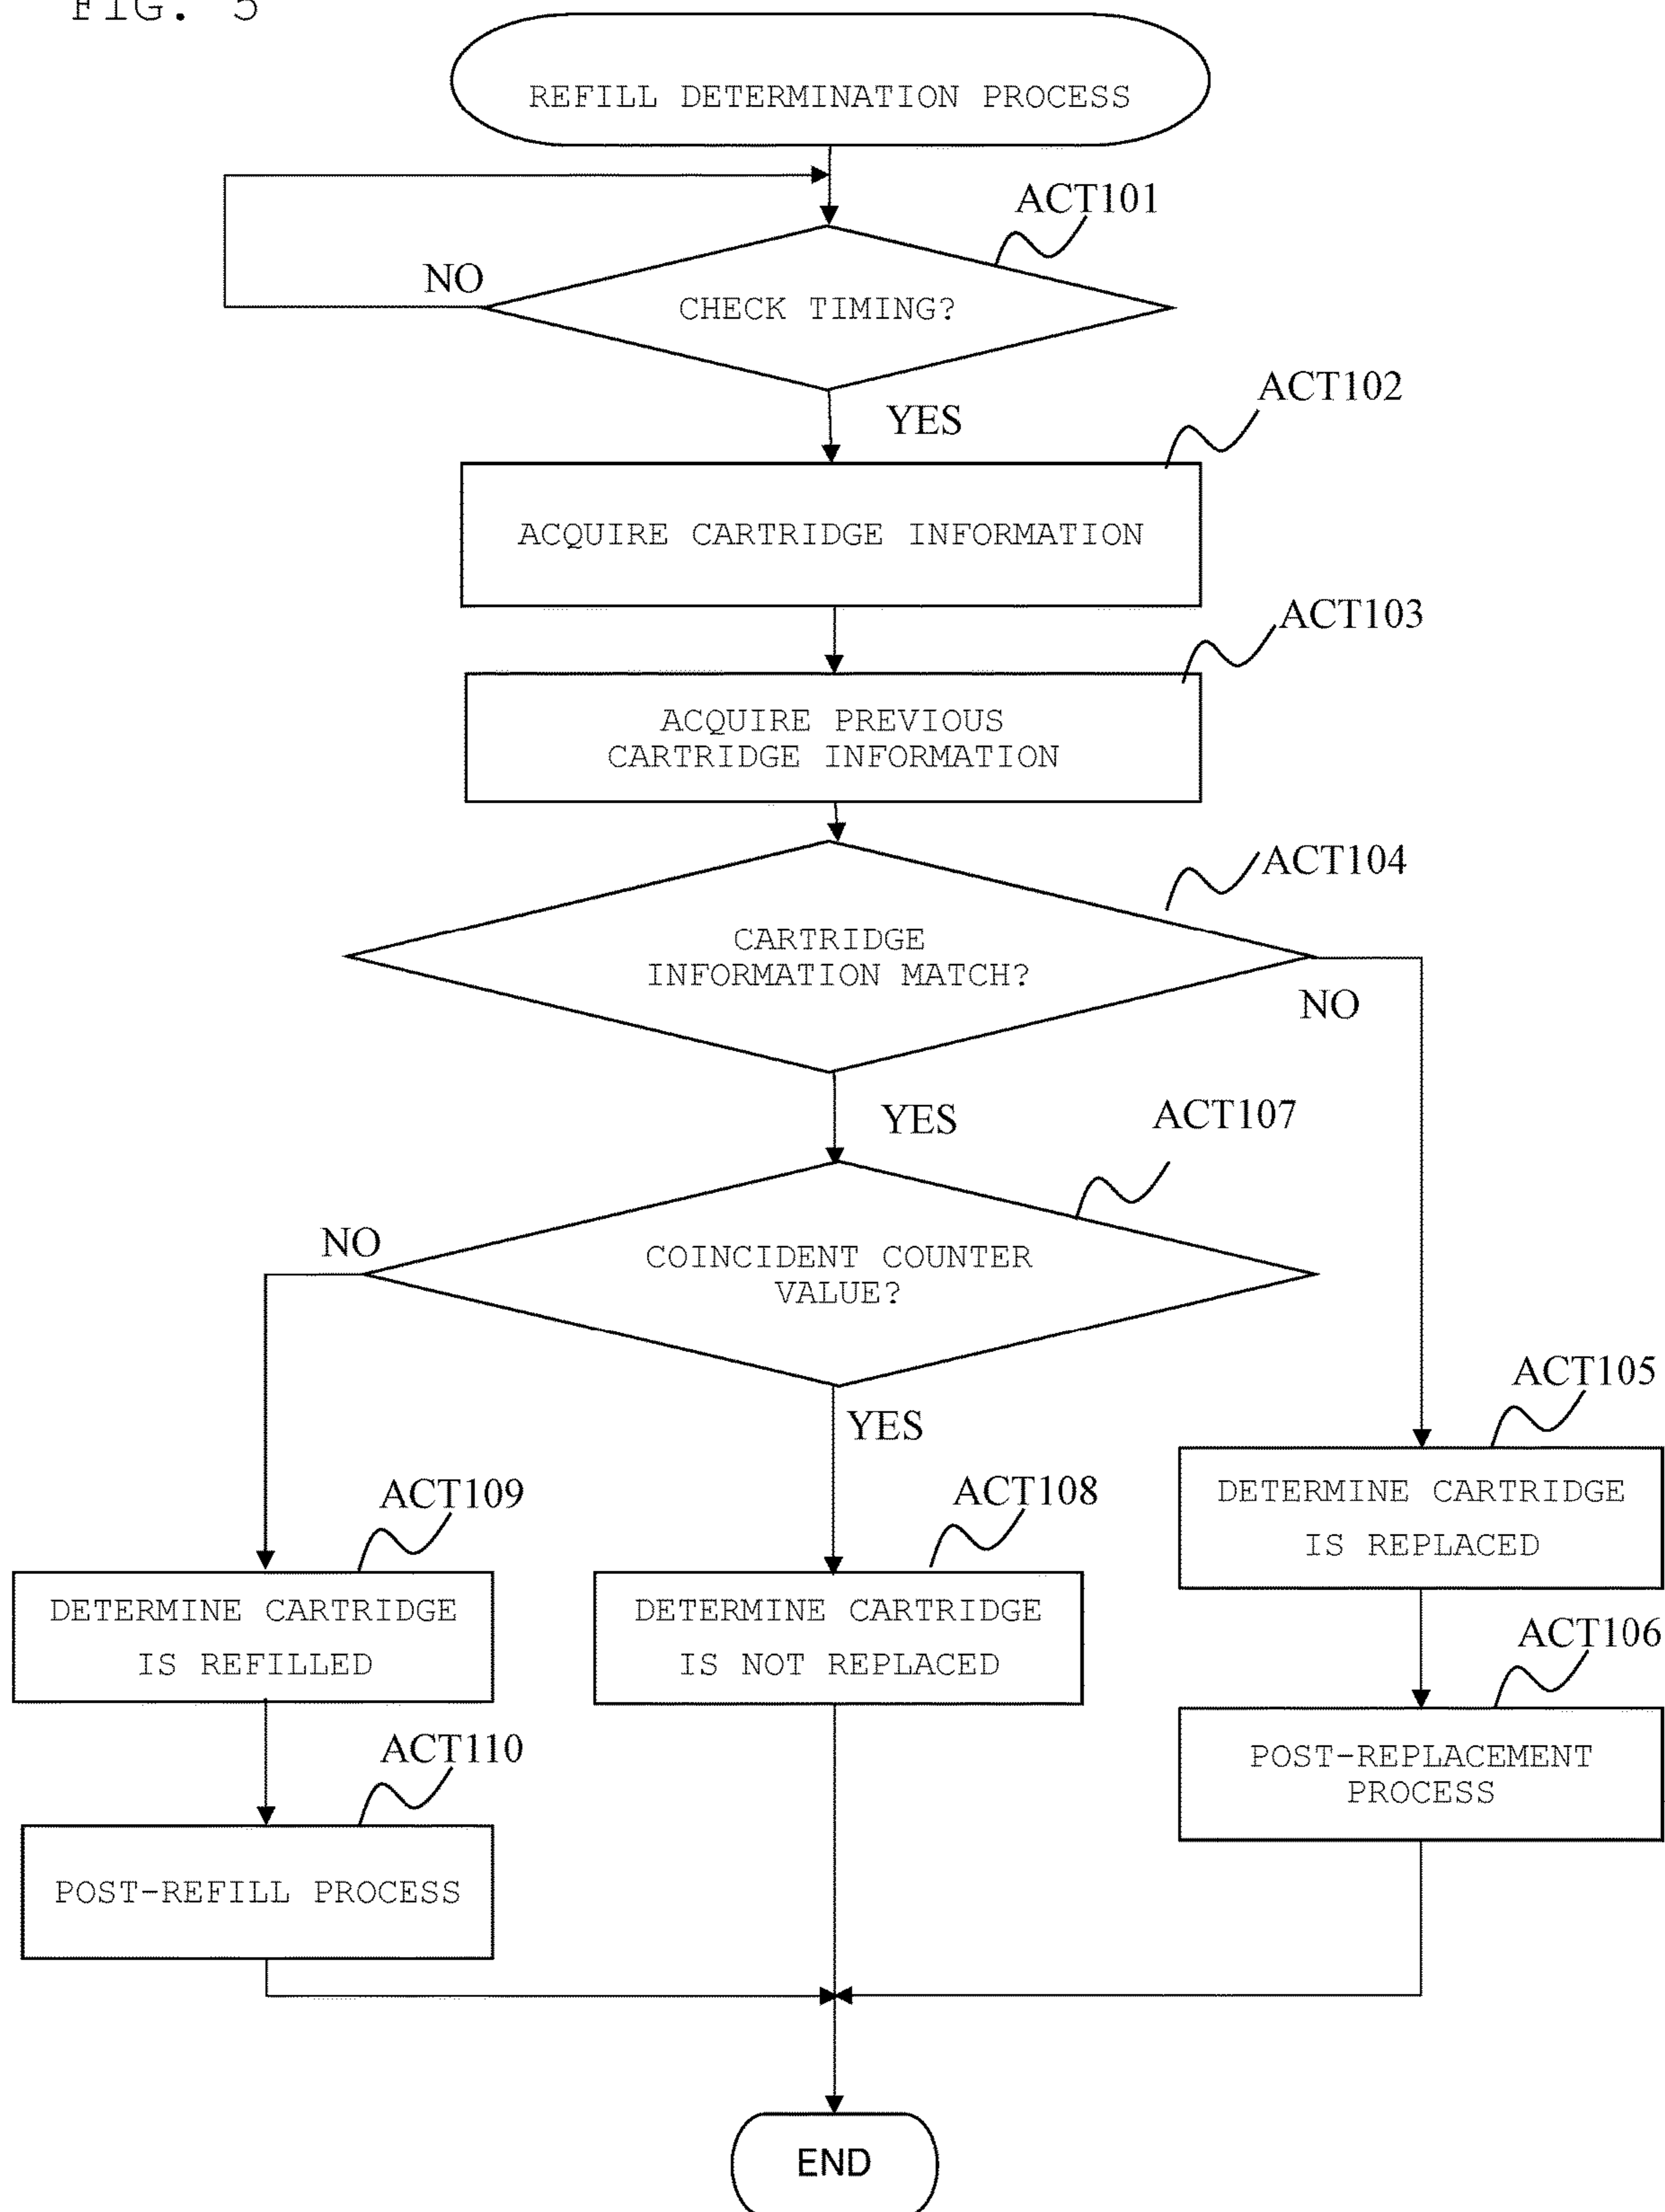 FIG. 5
REFILL DETERMINATION PROCESS
ACT101
NO
CHECK TIMING?
YES
ACT102
ACQUIRE CARTRIDGE INFORMATION
ACT103
ACQUIRE PREVIOUS
CARTRIDGE INFORMATION
ACT104
CARTRIDGE
INFORMATION MATCH?
NO
YES
ACT107
NO
COINCIDENT COUNTER
VALUE?
YES
ACT105
DETERMINE CARTRIDGE
IS REPLACED
ACT109
ACT108
DETERMINE CARTRIDGE
IS REFILLED
DETERMINE CARTRIDGE
IS NOT REPLACED
ACT106
POST-REPLACEMENT
PROCESS
ACT110
POST-REFILL PROCESS
END